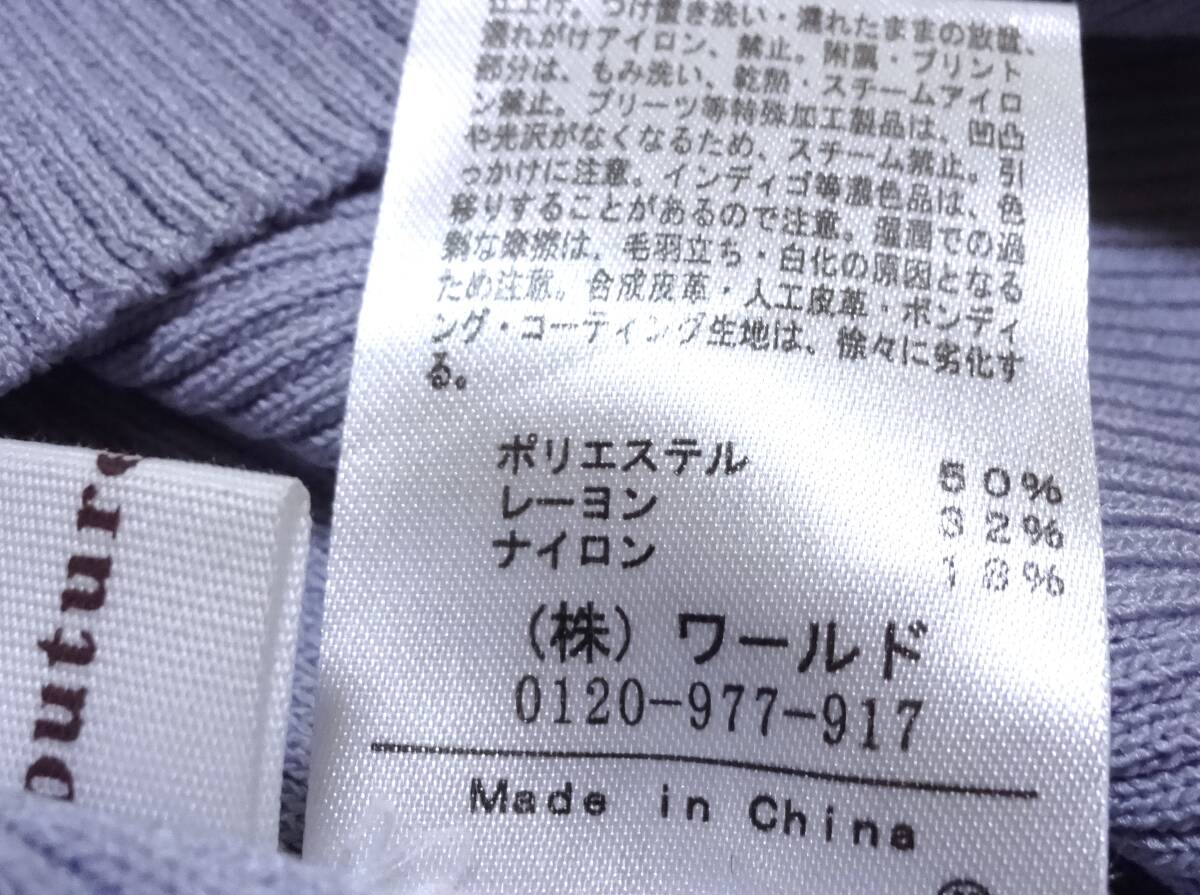 仕上げ。つけ置き洗い・濡れたままの放置、
濡れがけアイロン、禁止。附属・プリント
部分は、もみ洗い、乾熱・スチームアイロ
ン禁止。プリーツ等特殊加工製品は、凹凸
や光沢がなくなるため、スチーム禁止。引
っかけに注意。インディゴ等濃色品は、色
移りすることがあるので注意。湿潤での過
剰な摩擦は、毛羽立ち・白化の原因となる
ため注意。合成皮革・人工皮革・ボンディ
ング・コーティング生地は、徐々に劣化す
る。
ポリエステル 50%
レーヨン 32%
ナイロン 18%
(株)ワールド
0120-977-917
Made in China
outure